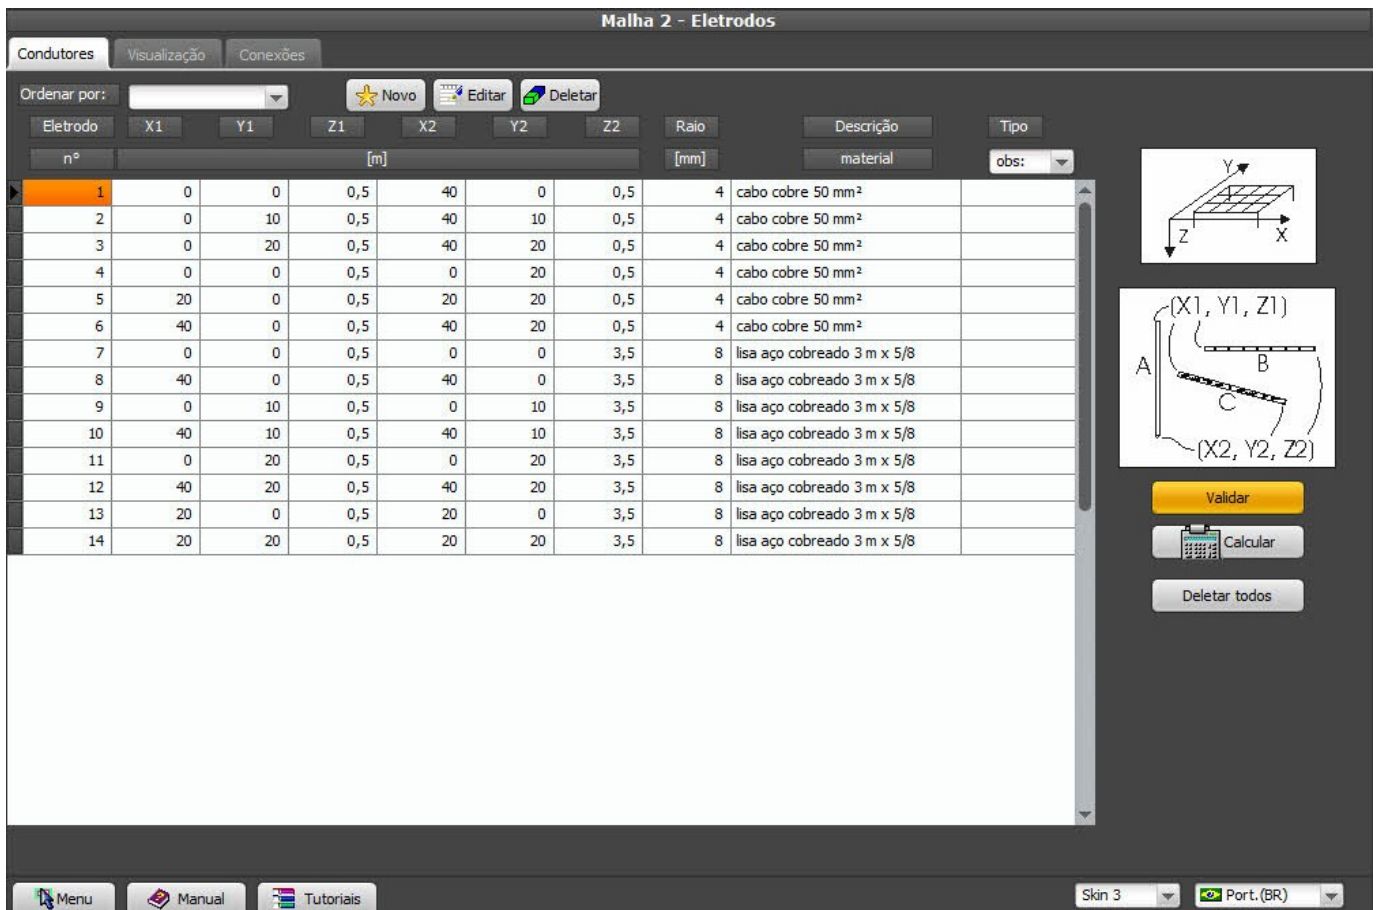 Malha 2 - Eletrodos
Condutores Visualização Conexões
Ordenar por: Novo Editar Deletar
Eletrodo X1 Y1 Z1 X2 Y2 Z2 Raio Descrição Tipo
nº [m] [mm] material obs:
1 0 0 0,5 40 0 0,5 4 cabo cobre 50 mm²
2 0 10 0,5 40 10 0,5 4 cabo cobre 50 mm²
3 0 20 0,5 40 20 0,5 4 cabo cobre 50 mm²
4 0 0 0,5 0 20 0,5 4 cabo cobre 50 mm²
5 20 0 0,5 20 20 0,5 4 cabo cobre 50 mm²
6 40 0 0,5 40 20 0,5 4 cabo cobre 50 mm²
7 0 0 0,5 0 0 3,5 8 lisa aço cobreado 3 m x 5/8
8 40 0 0,5 40 0 3,5 8 lisa aço cobreado 3 m x 5/8
9 0 10 0,5 0 10 3,5 8 lisa aço cobreado 3 m x 5/8
10 40 10 0,5 40 10 3,5 8 lisa aço cobreado 3 m x 5/8
11 0 20 0,5 0 20 3,5 8 lisa aço cobreado 3 m x 5/8
12 40 20 0,5 40 20 3,5 8 lisa aço cobreado 3 m x 5/8
13 20 0 0,5 20 0 3,5 8 lisa aço cobreado 3 m x 5/8
14 20 20 0,5 20 20 3,5 8 lisa aço cobreado 3 m x 5/8
Y
Z X
(X1, Y1, Z1)
A B
C
(X2, Y2, Z2)
Validar
Calcular
Deletar todos
Menu Manual Tutoriais Skin 3 Port.(BR)